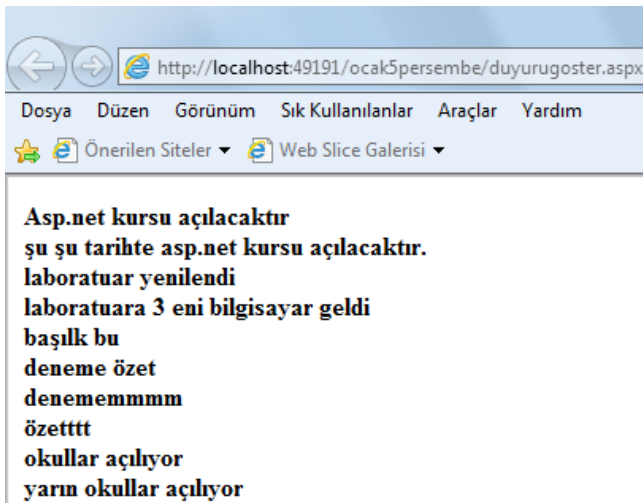 http://localhost:49191/ocak5persembe/duyurugoster.aspx
Dosya Düzen Görünüm Sık Kullanılanlar Araçlar Yardım
Önerilen Siteler Web Slice Galerisi
Asp.net kursu açılacaktır
şu şu tarihte asp.net kursu açılacaktır.
laboratuar yenilendi
laboratuara 3 eni bilgisayar geldi
başılk bu
deneme özet
denememmmm
özetttt
okullar açılıyor
yarın okullar açılıyor